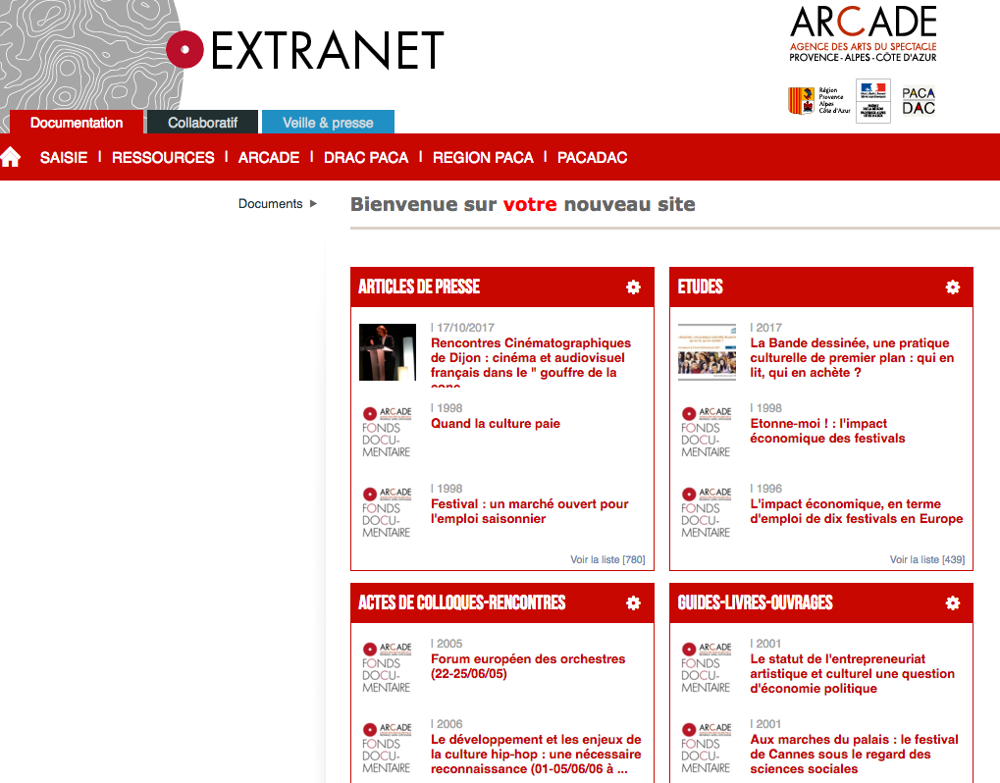 EXTRANET
ARCADE
AGENCE DES ARTS DU SPECTACLE
PROVENCE - ALPES - CÔTE D'AZUR
Région
Provence
Alpes
Côte d'Azur
PACA
DAC
Documentation
Collaboratif
Veille & presse
SAISIE | RESSOURCES | ARCADE | DRAC PACA | REGION PACA | PACADAC
Documents
Bienvenue sur votre nouveau site
ARTICLES DE PRESSE
| 17/10/2017
Rencontres Cinématographiques
de Dijon : cinéma et audiovisuel
français dans le " gouffre de la
ARCADE
FONDS
DOCU-
MENTAIRE
| 1998
Quand la culture paie
ARCADE
FONDS
DOCU-
MENTAIRE
| 1998
Festival : un marché ouvert pour
l'emploi saisonnier
Voir la liste [780]
ETUDES
| 2017
La Bande dessinée, une pratique
culturelle de premier plan : qui en
lit, qui en achète ?
ARCADE
FONDS
DOCU-
MENTAIRE
| 1998
Etonne-moi ! : l'impact
économique des festivals
ARCADE
FONDS
DOCU-
MENTAIRE
| 1996
L'impact économique, en terme
d'emploi de dix festivals en Europe
Voir la liste [439]
ACTES DE COLLOQUES-RENCONTRES
ARCADE
FONDS
DOCU-
MENTAIRE
| 2005
Forum européen des orchestres
(22-25/06/05)
ARCADE
FONDS
DOCU-
MENTAIRE
| 2006
Le développement et les enjeux de
la culture hip-hop : une nécessaire
reconnaissance (01-05/06/06 à ...
GUIDES-LIVRES-OUVRAGES
ARCADE
FONDS
DOCU-
MENTAIRE
| 2001
Le statut de l'entrepreneuriat
artistique et culturel une question
d'économie politique
ARCADE
FONDS
DOCU-
MENTAIRE
| 2001
Aux marches du palais : le festival
de Cannes sous le regard des
sciences sociales